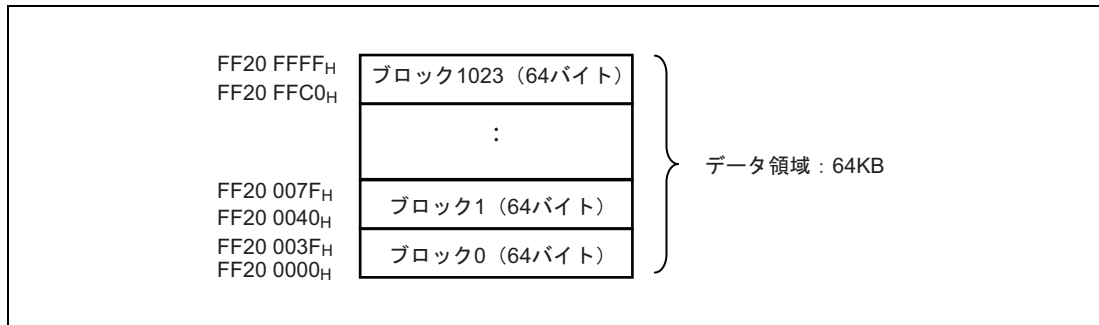 FF20 FFFFH
FF20 FFC0H
ブロック1023（64バイト）
：
データ領域：64KB
FF20 007FH
FF20 0040H
ブロック1（64バイト）
FF20 003FH
FF20 0000H
ブロック0（64バイト）